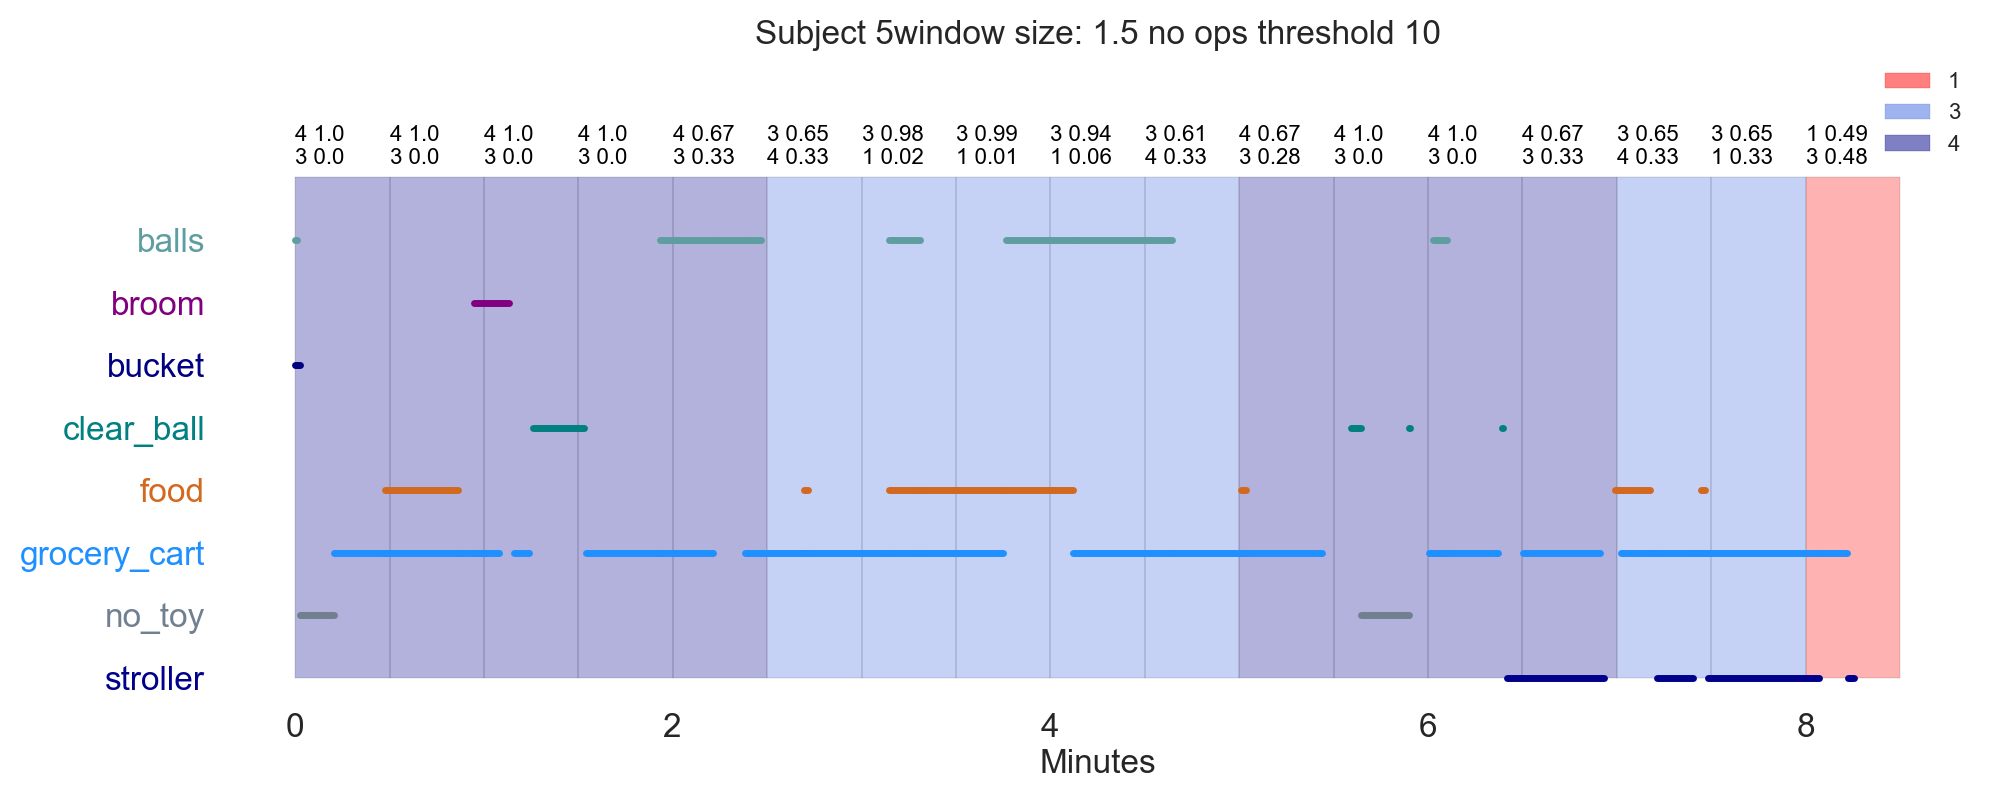 Subject 5window size: 1.5 no ops threshold 10
1
3
4
4 1.0 4 1.0 4 1.0 4 1.0 4 0.67 3 0.65 3 0.98 3 0.99 3 0.94 3 0.61 4 0.67 4 1.0 4 1.0 4 0.67 3 0.65 3 0.65 1 0.49
3 0.0 3 0.0 3 0.0 3 0.0 3 0.33 4 0.33 1 0.02 1 0.01 1 0.06 4 0.33 3 0.28 3 0.0 3 0.0 3 0.33 4 0.33 1 0.33 3 0.48
balls
broom
bucket
clear_ball
food
grocery_cart
no_toy
stroller
0 2 4 6 8
Minutes